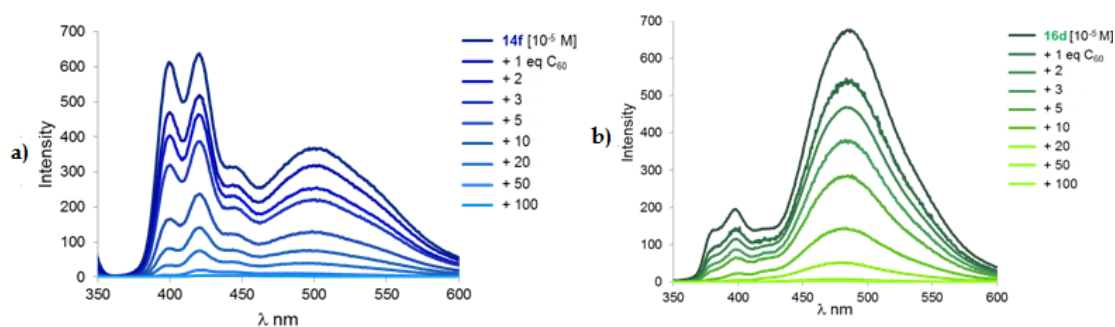 a)
Intensity
700
600
500
400
300
200
100
0
350 400 450 500 550 600
λ nm
14f [10⁻⁵ M]
+ 1 eq C₆₀
+ 2
+ 3
+ 5
+ 10
+ 20
+ 50
+ 100
b)
Intensity
700
600
500
400
300
200
100
0
350 400 450 500 550 600
λ nm
16d [10⁻⁵ M]
+ 1 eq C₆₀
+ 2
+ 3
+ 5
+ 10
+ 20
+ 50
+ 100